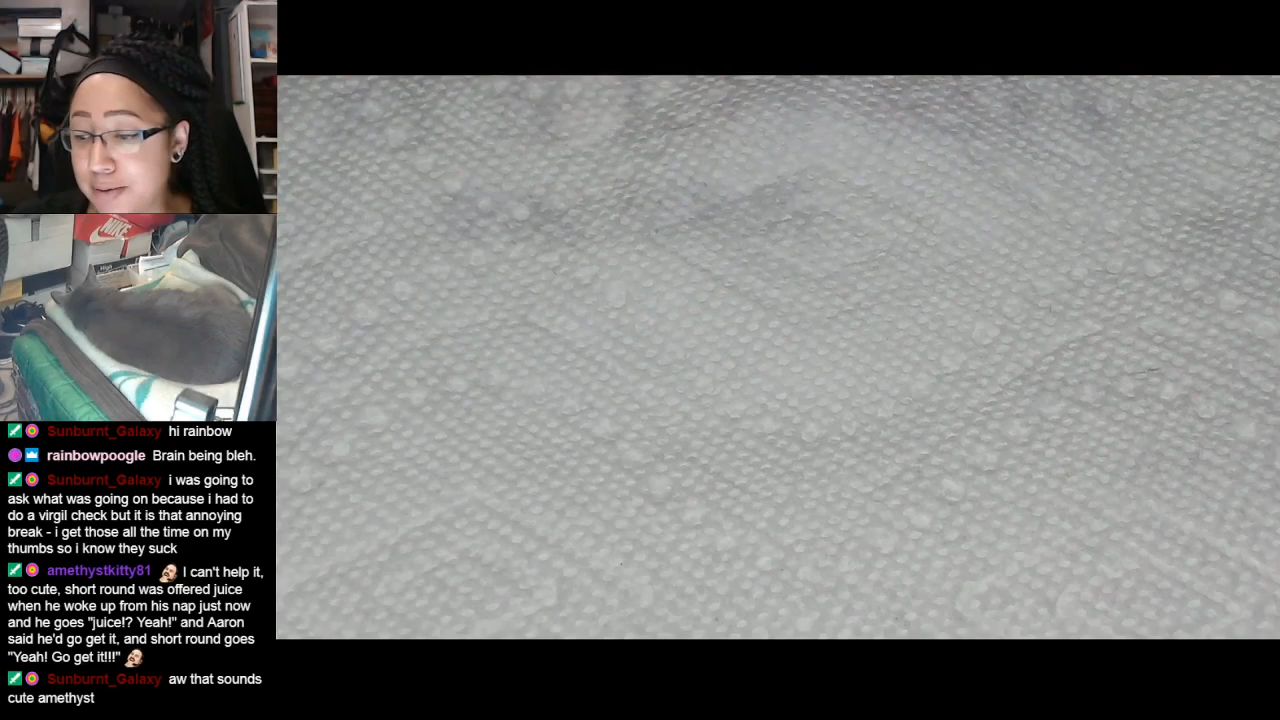 NIKE
High
Sunburnt_Galaxy hi rainbow
rainbowpoogle Brain being bleh.
Sunburnt_Galaxy i was going to
ask what was going on because i had to
do a virgil check but it is that annoying
break - i get those all the time on my
thumbs so i know they suck
amethystkitty81 I can't help it,
too cute, short round was offered juice
when he woke up from his nap just now
and he goes "juice!? Yeah!" and Aaron
said he'd go get it, and short round goes
"Yeah! Go get it!!!"
Sunburnt_Galaxy aw that sounds
cute amethyst